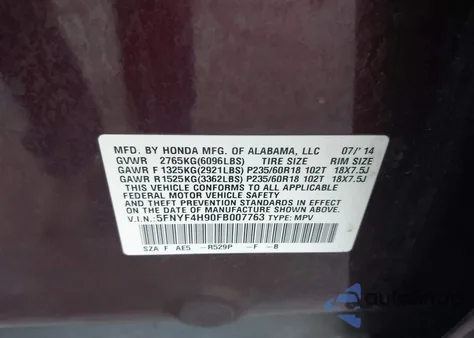 MFD. BY HONDA MFG. OF ALABAMA, LLC 07/'14
GVWR 2765KG(6096LBS) TIRE SIZE RIM SIZE
GAWR F 1325KG(2921LBS) P235/60R18 102T 18X7.5J
GAWR R 1525KG(3362LBS) P235/60R18 102T 18X7.5J
THIS VEHICLE CONFORMS TO ALL APPLICABLE
FEDERAL MOTOR VEHICLE SAFETY
AND THEFT PREVENTION STANDARDS IN EFFECT ON
THE DATE OF MANUFACTURE SHOWN ABOVE.
V.I.N.: 5FNYF4H90FB007763 TYPE: MPV
SZA F AE5 -R529P -F -8